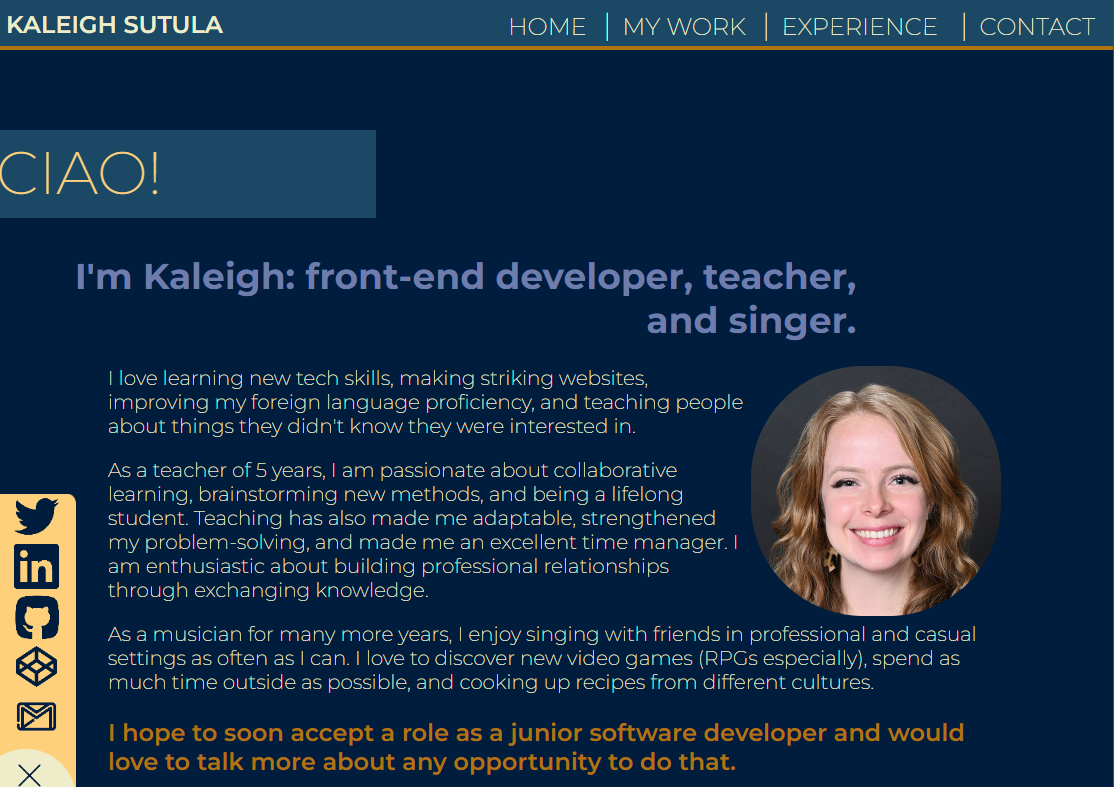 KALEIGH SUTULA
HOME | MY WORK | EXPERIENCE | CONTACT
CIAO!
I'm Kaleigh: front-end developer, teacher,
and singer.
I love learning new tech skills, making striking websites,
improving my foreign language proficiency, and teaching people
about things they didn't know they were interested in.
As a teacher of 5 years, I am passionate about collaborative
learning, brainstorming new methods, and being a lifelong
student. Teaching has also made me adaptable, strengthened
my problem-solving, and made me an excellent time manager. I
am enthusiastic about building professional relationships
through exchanging knowledge.
As a musician for many more years, I enjoy singing with friends in professional and casual
settings as often as I can. I love to discover new video games (RPGs especially), spend as
much time outside as possible, and cooking up recipes from different cultures.
I hope to soon accept a role as a junior software developer and would
love to talk more about any opportunity to do that.